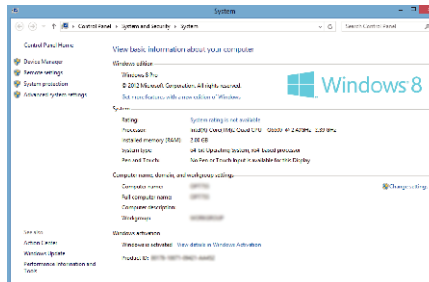 System
Control Panel › System and Security › System
Search Control Panel
Control Panel Home
Device Manager
Remote settings
System protection
Advanced system settings
View basic information about your computer
Windows edition
Windows 8 Pro
© 2012 Microsoft Corporation. All rights reserved.
Get more features with a new edition of Windows
Windows 8
System
Rating: System rating is not available
Processor: Intel(R) Core(TM)2 Quad CPU
Installed memory (RAM): 2.00 GB
System type: 64-bit Operating System, x64-based processor
Pen and Touch: No Pen or Touch Input is available for this Display
Computer name, domain, and workgroup settings
Computer name:
Full computer name:
Computer description:
Workgroup:
Change settings
Windows activation
Windows is activated View details in Windows Activation
Product ID:
See also
Action Center
Windows Update
Performance Information and
Tools